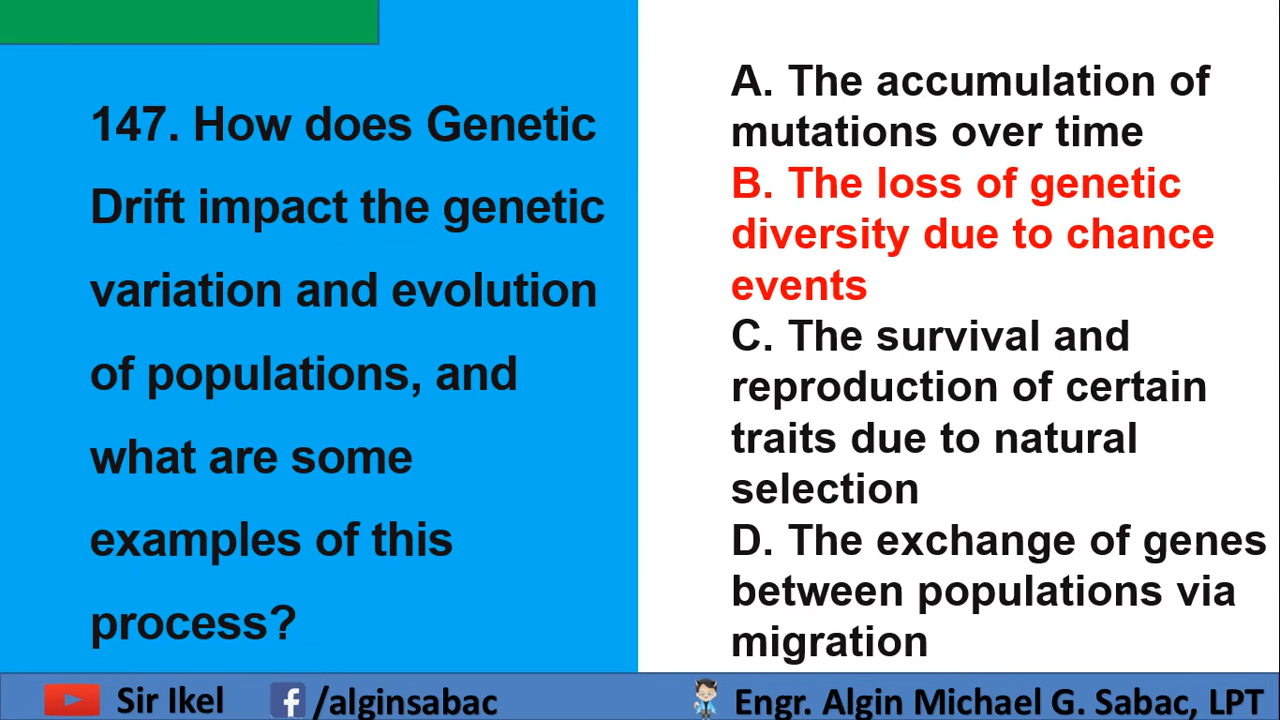 147. How does Genetic
Drift impact the genetic
variation and evolution
of populations, and
what are some
examples of this
process?
A. The accumulation of
mutations over time
B. The loss of genetic
diversity due to chance
events
C. The survival and
reproduction of certain
traits due to natural
selection
D. The exchange of genes
between populations via
migration
Sir Ikel
/alginsabac
Engr. Algin Michael G. Sabac, LPT